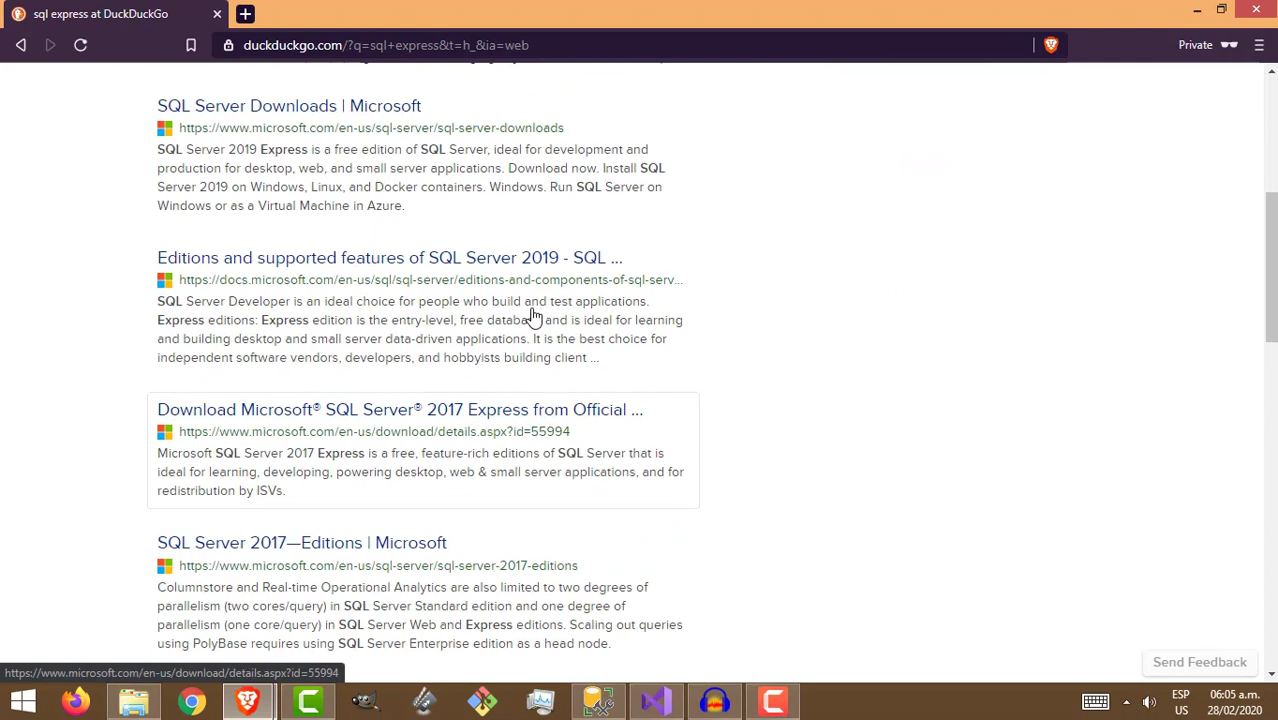 sql express at DuckDuckGo
duckduckgo.com/?q=sql+express&t=h_&ia=web
Private
SQL Server Downloads | Microsoft
https://www.microsoft.com/en-us/sql-server/sql-server-downloads
SQL Server 2019 Express is a free edition of SQL Server, ideal for development and
production for desktop, web, and small server applications. Download now. Install SQL
Server 2019 on Windows, Linux, and Docker containers. Windows. Run SQL Server on
Windows or as a Virtual Machine in Azure.
Editions and supported features of SQL Server 2019 - SQL ...
https://docs.microsoft.com/en-us/sql/sql-server/editions-and-components-of-sql-serv...
SQL Server Developer is an ideal choice for people who build and test applications.
Express editions: Express edition is the entry-level, free database and is ideal for learning
and building desktop and small server data-driven applications. It is the best choice for
independent software vendors, developers, and hobbyists building client ...
Download Microsoft® SQL Server® 2017 Express from Official ...
https://www.microsoft.com/en-us/download/details.aspx?id=55994
Microsoft SQL Server 2017 Express is a free, feature-rich editions of SQL Server that is
ideal for learning, developing, powering desktop, web & small server applications, and for
redistribution by ISVs.
SQL Server 2017—Editions | Microsoft
https://www.microsoft.com/en-us/sql-server/sql-server-2017-editions
Columnstore and Real-time Operational Analytics are also limited to two degrees of
parallelism (two cores/query) in SQL Server Standard edition and one degree of
parallelism (one core/query) in SQL Server Web and Express editions. Scaling out queries
using PolyBase requires using SQL Server Enterprise edition as a head node.
Send Feedback
https://www.microsoft.com/en-us/download/details.aspx?id=55994
ESP
US
06:05 a.m.
28/02/2020